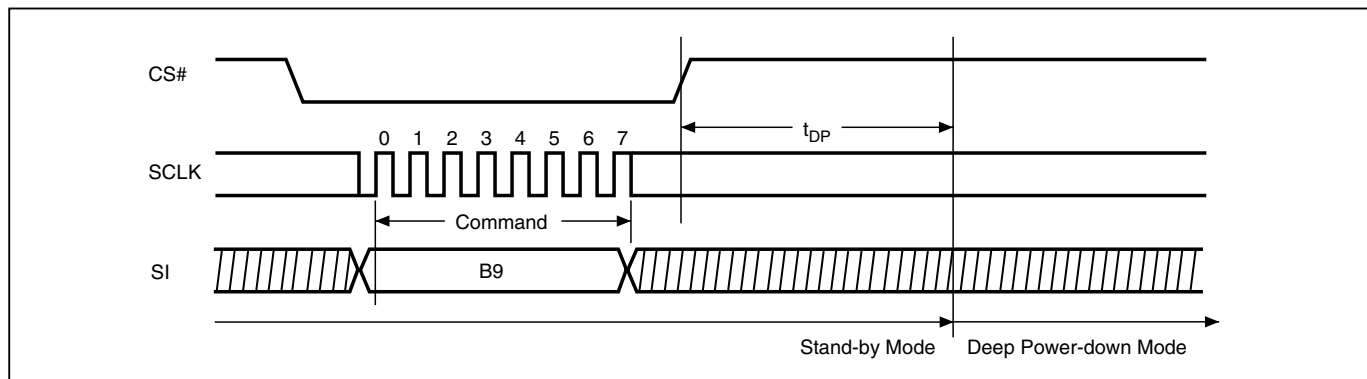 CS#
tDP
0 1 2 3 4 5 6 7
SCLK
Command
SI
B9
Stand-by Mode
Deep Power-down Mode